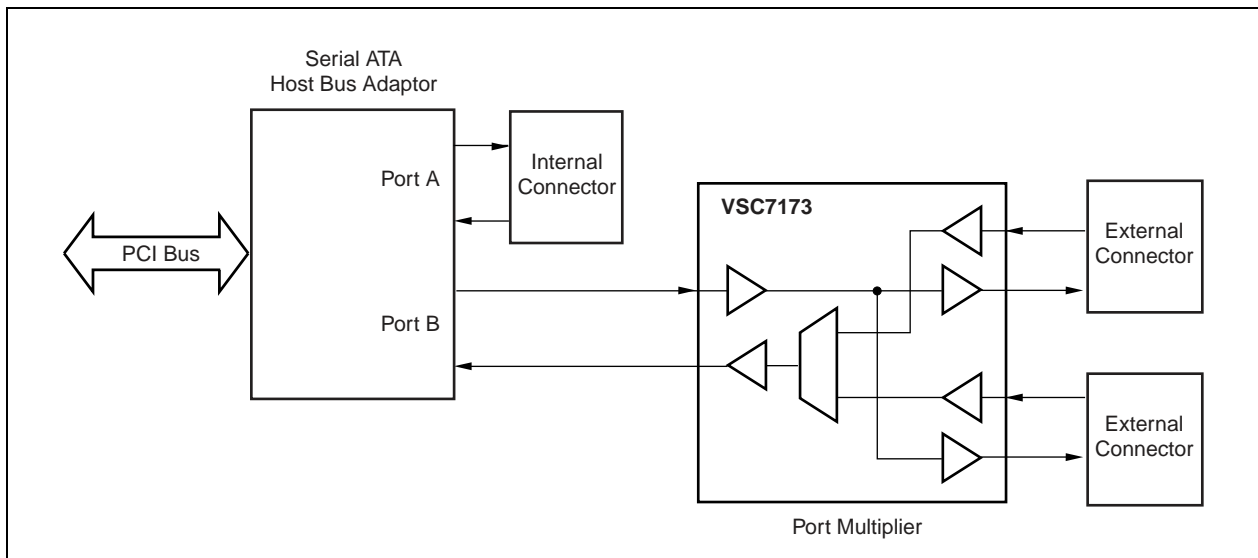 Serial ATA
Host Bus Adaptor
Port A
Internal
Connector
VSC7173
External
Connector
PCI Bus
Port B
External
Connector
Port Multiplier